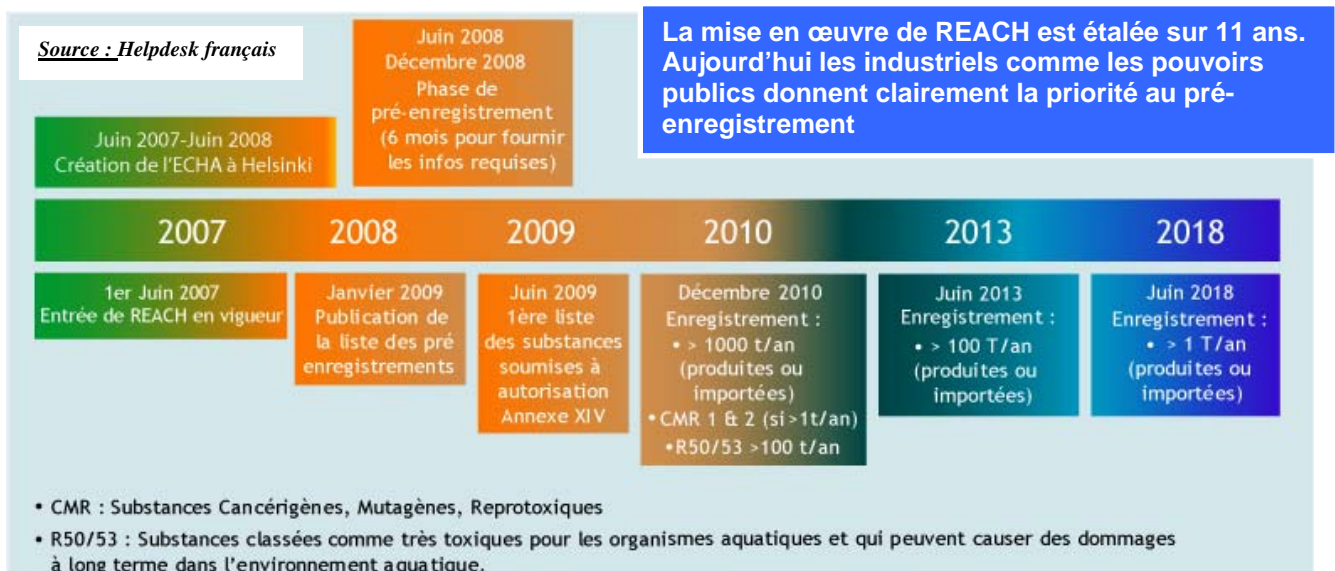 Source : Helpdesk français
La mise en œuvre de REACH est étalée sur 11 ans.
Aujourd’hui les industriels comme les pouvoirs
publics donnent clairement la priorité au pré-
enregistrement
Juin 2008
Décembre 2008
Phase de
pré-enregistrement
(6 mois pour fournir
les infos requises)
Juin 2007-Juin 2008
Création de l'ECHA à Helsinki
2007
2008
2009
2010
2013
2018
1er Juin 2007
Entrée de REACH en vigueur
Janvier 2009
Publication de
la liste des pré
enregistrements
Juin 2009
1ère liste
des substances
soumises à
autorisation
Annexe XIV
Décembre 2010
Enregistrement :
• > 1000 t/an
(produites ou
importées)
• CMR 1 & 2 (si >1t/an)
•R50/53 >100 t/an
Juin 2013
Enregistrement :
• > 100 T/an
(produites ou
importées)
Juin 2018
Enregistrement :
• > 1 T/an
(produites ou
importées)
• CMR : Substances Cancérigènes, Mutagènes, Reprotoxiques
• R50/53 : Substances classées comme très toxiques pour les organismes aquatiques et qui peuvent causer des dommages
à long terme dans l'environnement aquatique.